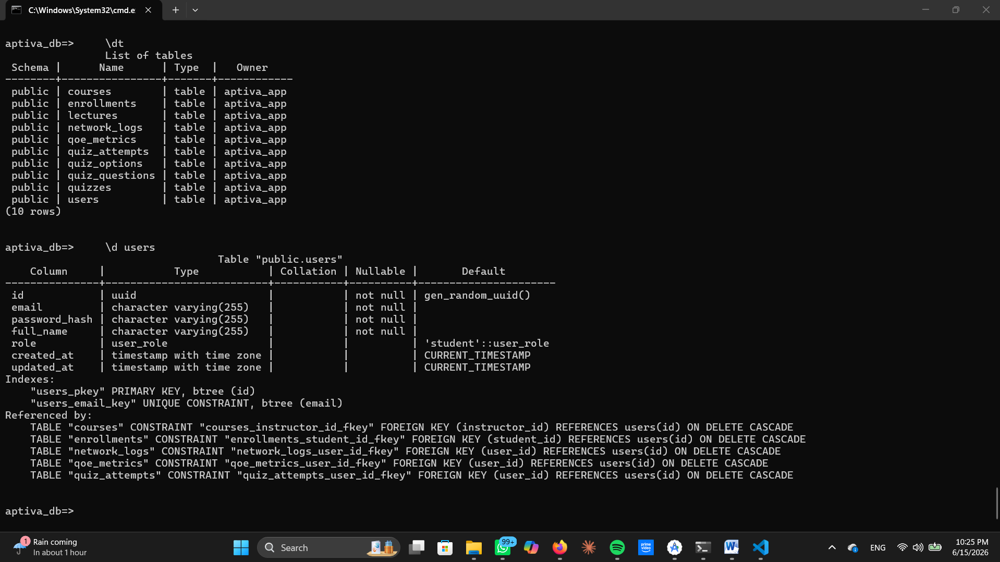 C:\Windows\System32\cmd.e
aptiva_db=>     \dt
                List of tables
 Schema |      Name      | Type  |   Owner
--------+----------------+-------+------------
 public | courses        | table | aptiva_app
 public | enrollments    | table | aptiva_app
 public | lectures       | table | aptiva_app
 public | network_logs   | table | aptiva_app
 public | qoe_metrics    | table | aptiva_app
 public | quiz_attempts  | table | aptiva_app
 public | quiz_options   | table | aptiva_app
 public | quiz_questions | table | aptiva_app
 public | quizzes        | table | aptiva_app
 public | users          | table | aptiva_app
(10 rows)
aptiva_db=>     \d users
                                  Table "public.users"
    Column     |           Type           | Collation | Nullable |       Default
---------------+--------------------------+-----------+----------+----------------------
 id            | uuid                     |           | not null | gen_random_uuid()
 email         | character varying(255)   |           | not null |
 password_hash | character varying(255)   |           | not null |
 full_name     | character varying(255)   |           | not null |
 role          | user_role                |           |          | 'student'::user_role
 created_at    | timestamp with time zone |           |          | CURRENT_TIMESTAMP
 updated_at    | timestamp with time zone |           |          | CURRENT_TIMESTAMP
Indexes:
    "users_pkey" PRIMARY KEY, btree (id)
    "users_email_key" UNIQUE CONSTRAINT, btree (email)
Referenced by:
    TABLE "courses" CONSTRAINT "courses_instructor_id_fkey" FOREIGN KEY (instructor_id) REFERENCES users(id) ON DELETE CASCADE
    TABLE "enrollments" CONSTRAINT "enrollments_student_id_fkey" FOREIGN KEY (student_id) REFERENCES users(id) ON DELETE CASCADE
    TABLE "network_logs" CONSTRAINT "network_logs_user_id_fkey" FOREIGN KEY (user_id) REFERENCES users(id) ON DELETE CASCADE
    TABLE "qoe_metrics" CONSTRAINT "qoe_metrics_user_id_fkey" FOREIGN KEY (user_id) REFERENCES users(id) ON DELETE CASCADE
    TABLE "quiz_attempts" CONSTRAINT "quiz_attempts_user_id_fkey" FOREIGN KEY (user_id) REFERENCES users(id) ON DELETE CASCADE
aptiva_db=>
1
Rain coming
In about 1 hour
Search
99+
prime video
ENG
10:25 PM
6/15/2026